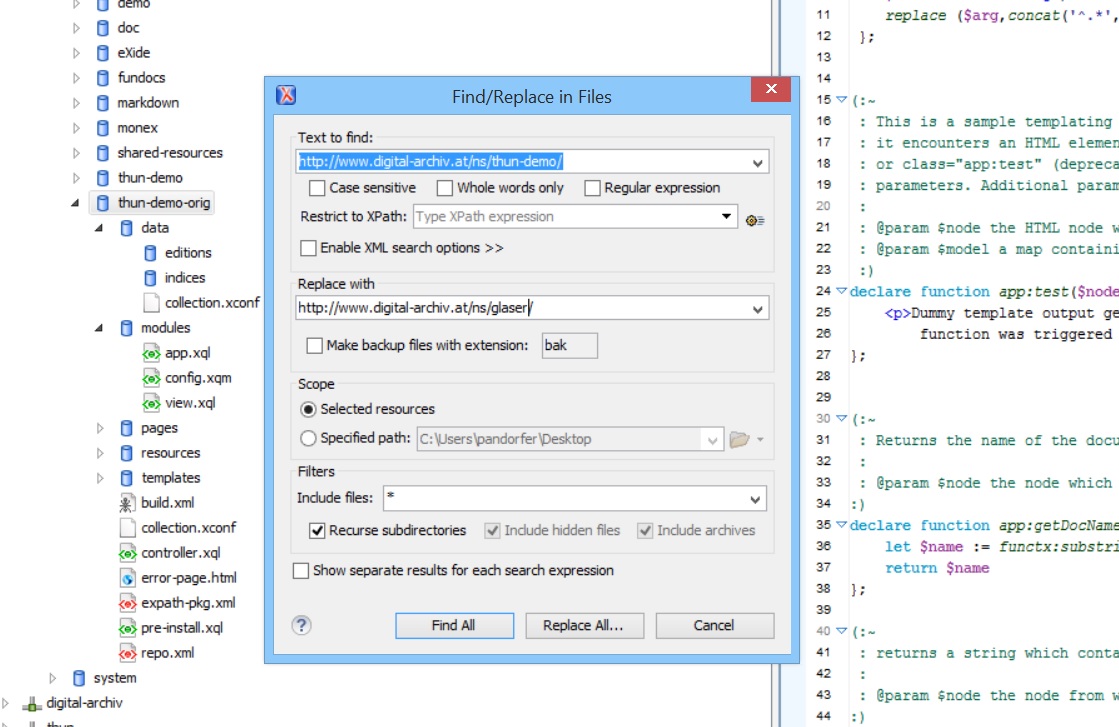 demo
doc
eXide
fundocs
markdown
monex
shared-resources
thun-demo
thun-demo-orig
data
editions
indices
collection.xconf
modules
app.xql
config.xqm
view.xql
pages
resources
templates
build.xml
collection.xconf
controller.xql
error-page.html
expath-pkg.xml
pre-install.xql
repo.xml
system
digital-archiv
Find/Replace in Files
Text to find:
http://www.digital-archiv.at/ns/thun-demo/
Case sensitive Whole words only Regular expression
Restrict to XPath: Type XPath expression
Enable XML search options >>
Replace with
http://www.digital-archiv.at/ns/glaser/
Make backup files with extension: bak
Scope
Selected resources
Specified path: C:\Users\pandorfer\Desktop
Filters
Include files: *
Recurse subdirectories Include hidden files Include archives
Show separate results for each search expression
Find All Replace All... Cancel
11 replace ($arg,concat('^.*',
12 };
13
14
15 (:~
16 : This is a sample templating
17 : it encounters an HTML elemen
18 : or class="app:test" (depreca
19 : parameters. Additional param
20 :
21 : @param $node the HTML node w
22 : @param $model a map containi
23 :)
24 declare function app:test($node
25 <p>Dummy template output ge
26 function was triggered
27 };
28
29
30 (:~
31 : Returns the name of the docu
32 :
33 : @param $node the node which
34 :)
35 declare function app:getDocName
36 let $name := functx:substri
37 return $name
38 };
39
40 (:~
41 : returns a string which conta
42 :
43 : @param $node the node from w
44 :)